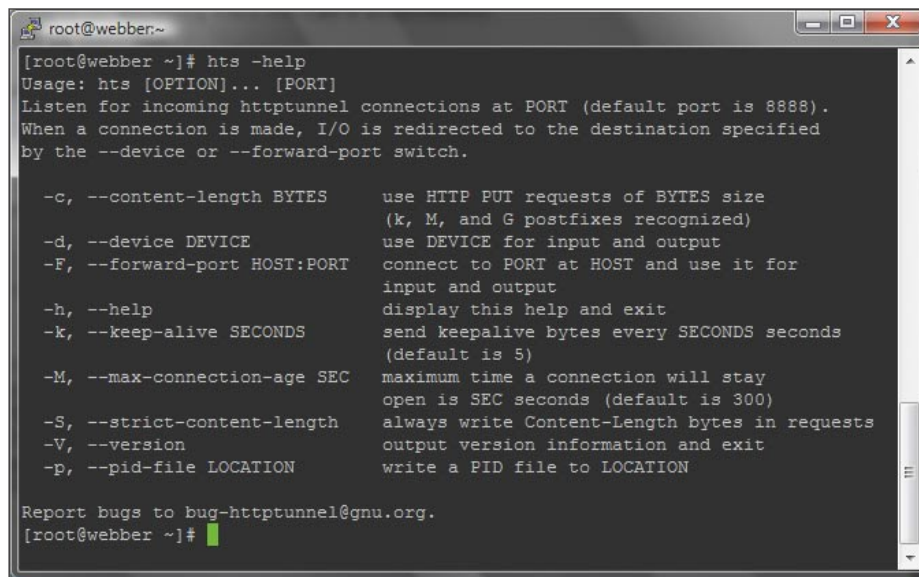 root@webber:~
[root@webber ~]# hts -help
Usage: hts [OPTION]... [PORT]
Listen for incoming httptunnel connections at PORT (default port is 8888).
When a connection is made, I/O is redirected to the destination specified
by the --device or --forward-port switch.
-c, --content-length BYTES use HTTP PUT requests of BYTES size
(k, M, and G postfixes recognized)
-d, --device DEVICE use DEVICE for input and output
-F, --forward-port HOST:PORT connect to PORT at HOST and use it for
input and output
-h, --help display this help and exit
-k, --keep-alive SECONDS send keepalive bytes every SECONDS seconds
(default is 5)
-M, --max-connection-age SEC maximum time a connection will stay
open is SEC seconds (default is 300)
-S, --strict-content-length always write Content-Length bytes in requests
-V, --version output version information and exit
-p, --pid-file LOCATION write a PID file to LOCATION
Report bugs to bug-httptunnel@gnu.org.
[root@webber ~]#